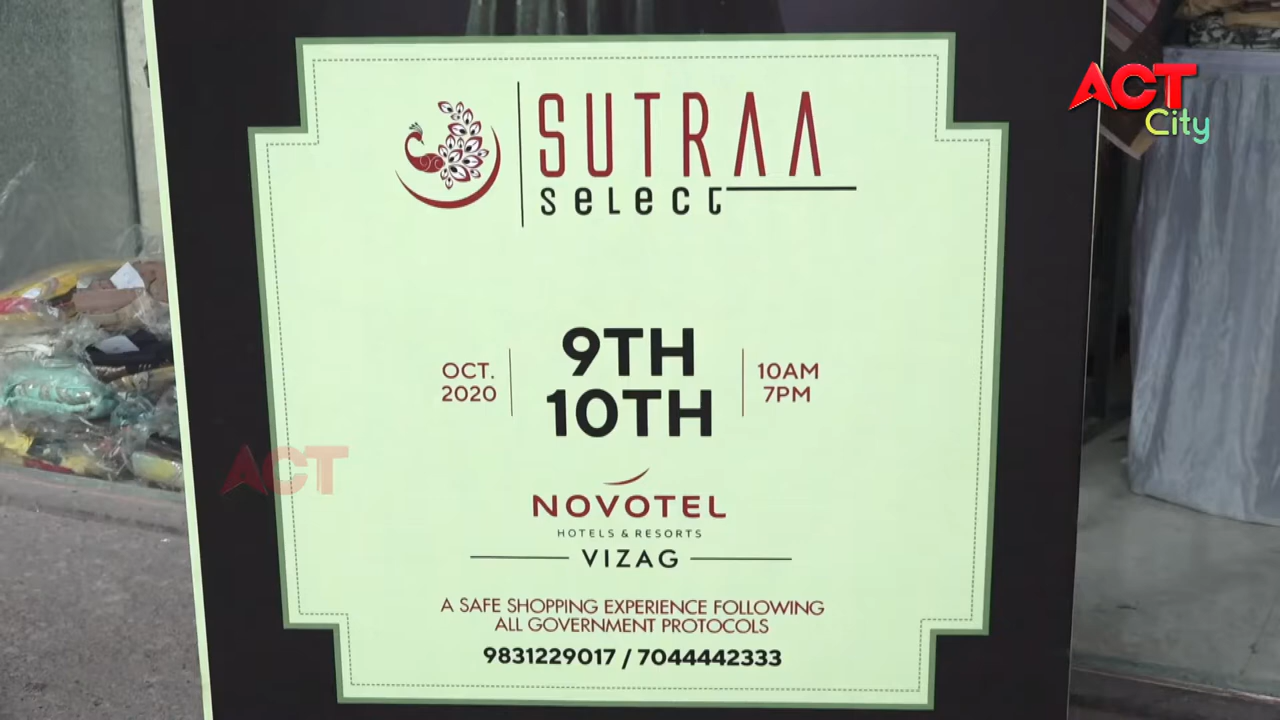 SUTRAA
select
OCT.
2020
9TH
10TH
10AM
7PM
NOVOTEL
HOTELS & RESORTS
VIZAG
A SAFE SHOPPING EXPERIENCE FOLLOWING
ALL GOVERNMENT PROTOCOLS
9831229017 / 7044442333
ACT
City
ACT